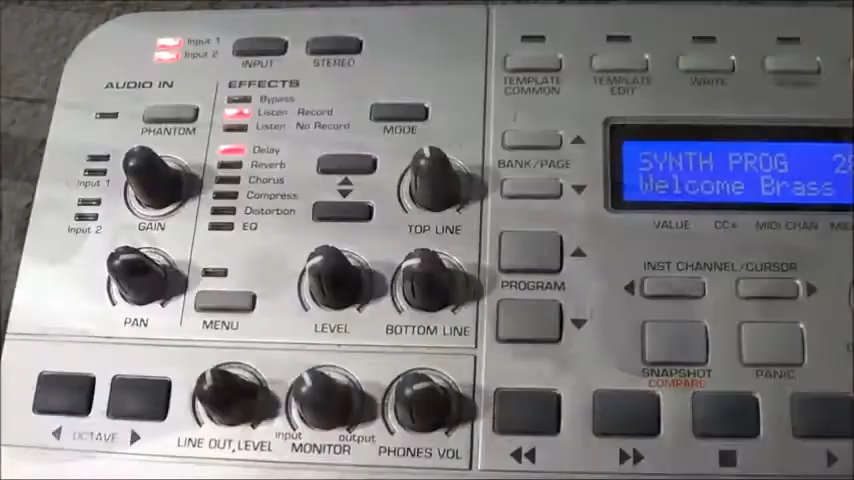 Input 1
Input 2
INPUT
STEREO
AUDIO IN
EFFECTS
Bypass
Listen Record
Listen No Record
PHANTOM
MODE
Delay
Reverb
Chorus
Compress
Distortion
EQ
Input 1
Input 2
GAIN
TOP LINE
PAN
MENU
LEVEL
BOTTOM LINE
OCTAVE
LINE OUT, LEVEL
input
MONITOR
output
PHONES VOL
TEMPLATE
COMMON
TEMPLATE
EDIT
WRITE
BANK/PAGE
SYNTH PROG
Welcome Brass
VALUE
MIDI CHAN
PROGRAM
INST CHANNEL/CURSOR
SNAPSHOT
COMPARE
PANIC